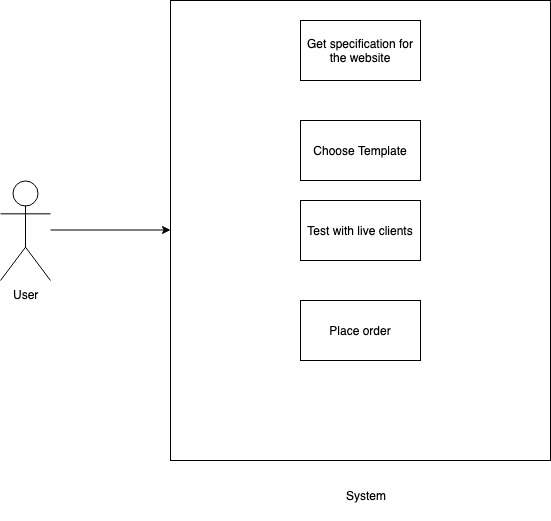 Get specification for
the website
Choose Template
Test with live clients
User
Place order
System